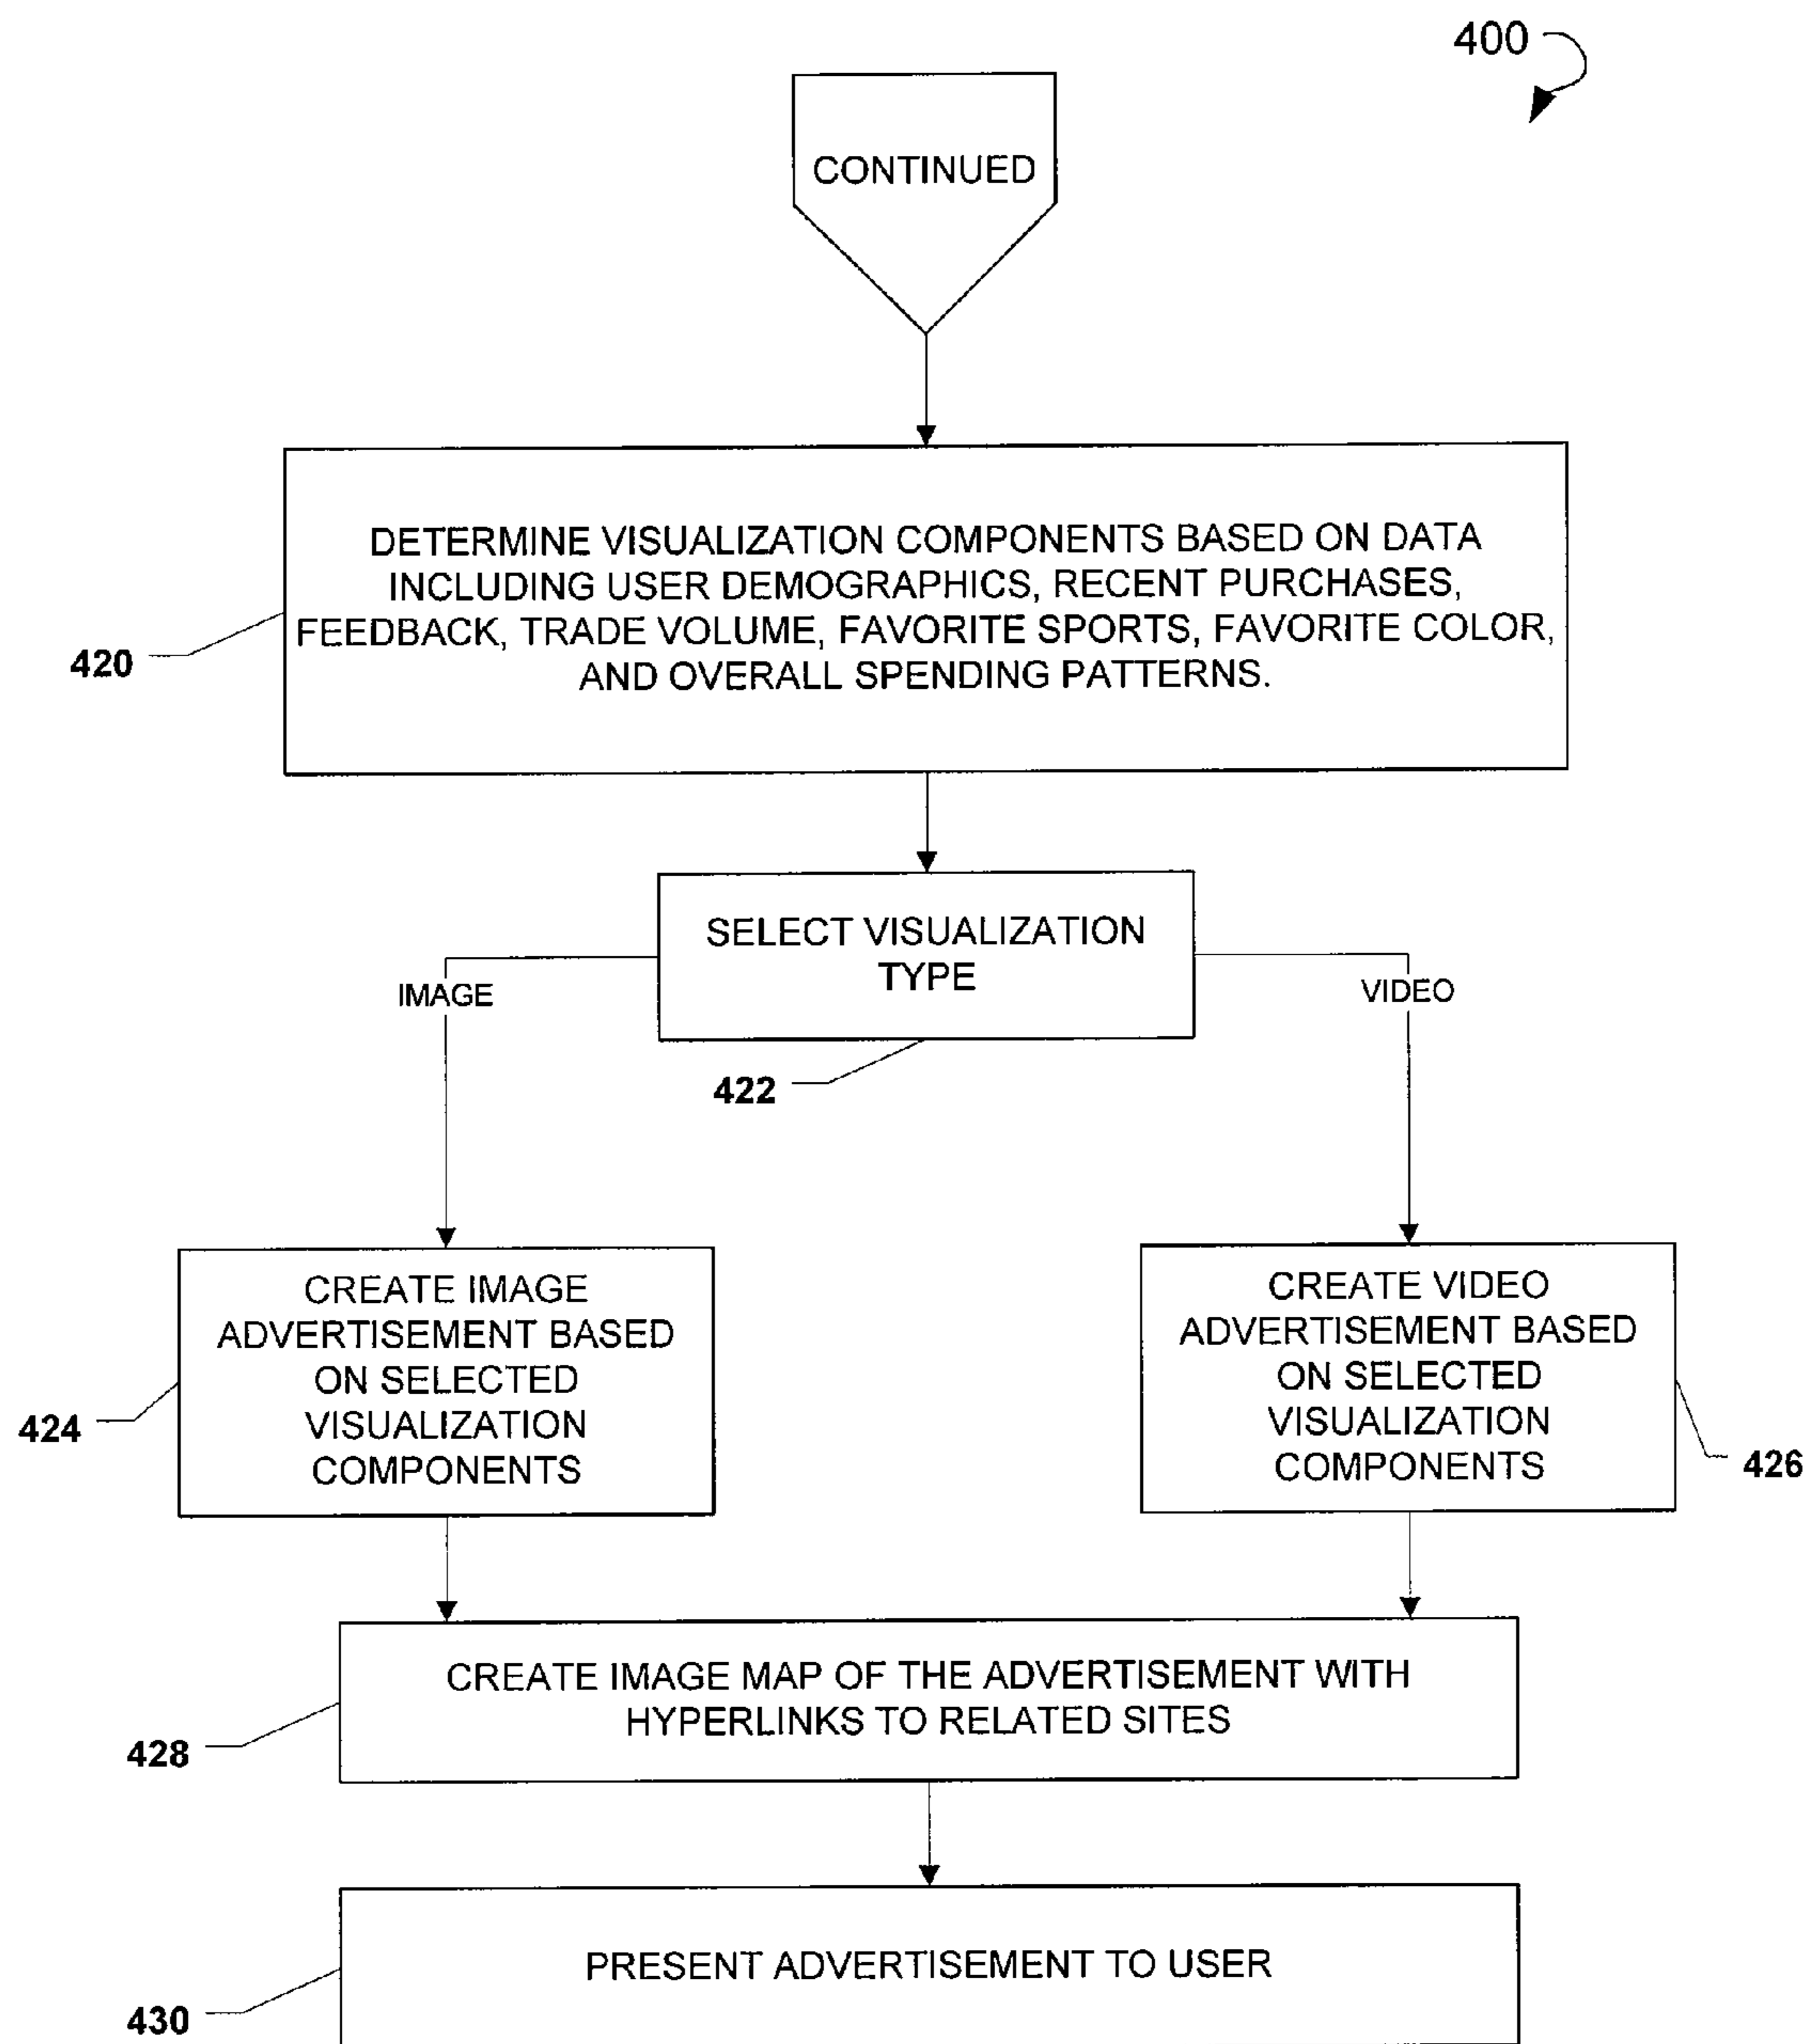 400
CONTINUED
DETERMINE VISUALIZATION COMPONENTS BASED ON DATA
INCLUDING USER DEMOGRAPHICS, RECENT PURCHASES,
FEEDBACK, TRADE VOLUME, FAVORITE SPORTS, FAVORITE COLOR,
AND OVERALL SPENDING PATTERNS.
420
SELECT VISUALIZATION
TYPE
IMAGE
VIDEO
422
CREATE IMAGE
ADVERTISEMENT BASED
ON SELECTED
VISUALIZATION
COMPONENTS
424
CREATE VIDEO
ADVERTISEMENT BASED
ON SELECTED
VISUALIZATION
COMPONENTS
426
CREATE IMAGE MAP OF THE ADVERTISEMENT WITH
HYPERLINKS TO RELATED SITES
428
PRESENT ADVERTISEMENT TO USER
430